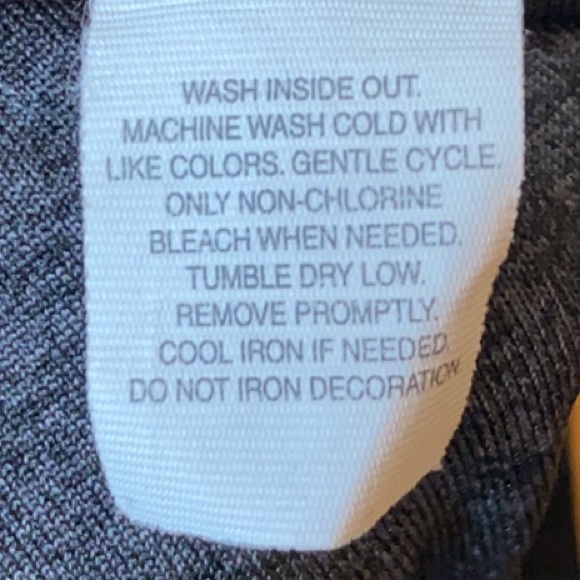 WASH INSIDE OUT.
MACHINE WASH COLD WITH
LIKE COLORS. GENTLE CYCLE.
ONLY NON-CHLORINE
BLEACH WHEN NEEDED.
TUMBLE DRY LOW.
REMOVE PROMPTLY.
COOL IRON IF NEEDED.
DO NOT IRON DECORATION.